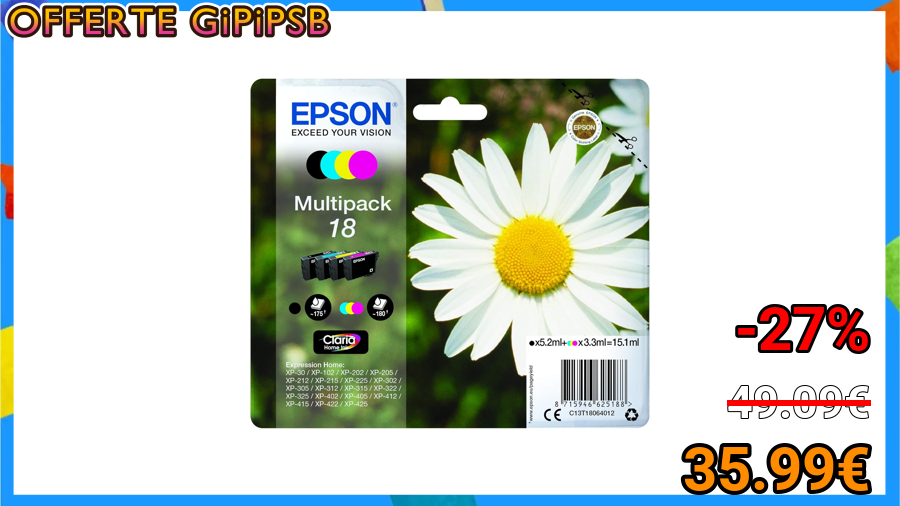 OFFERTE GiPiPSB
EPSON®
EXCEED YOUR VISION
EPSON
Multipack
18
EPSON
~175†
~180†
Claria
Home Ink
Expression Home:
XP-30 / XP-102 / XP-202 / XP-205 /
XP-212 / XP-215 / XP-225 / XP-302 /
XP-305 / XP-312 / XP-315 / XP-322 /
XP-325 / XP-402 / XP-405 / XP-412 /
XP-415 / XP-422 / XP-425
x5.2ml+ x3.3ml=15.1ml
8 715946 625188 >
C13T18064012
CE
-27%
49.09€
35.99€